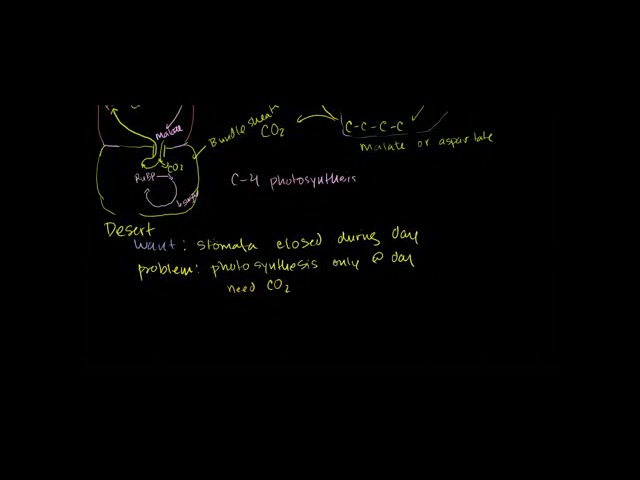 Malate
Bundle sheath
CO2
C-C-C-C
Malate or aspartate
CO2
RuBP
C-4 photosynthesis
Desert
Want: stomata closed during day
problem: photosynthesis only @ day
need CO2